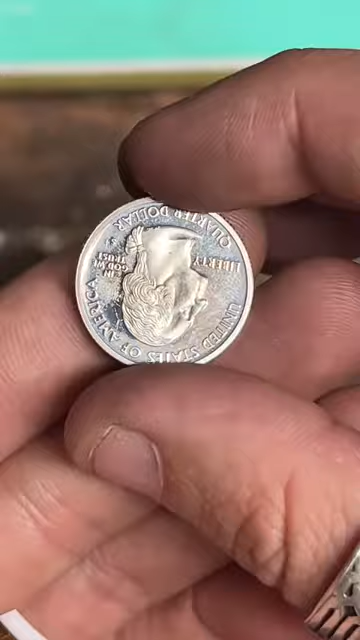 UNITED STATES OF AMERICA
LIBERTY
IN
GOD WE
TRUST
QUARTER DOLLAR